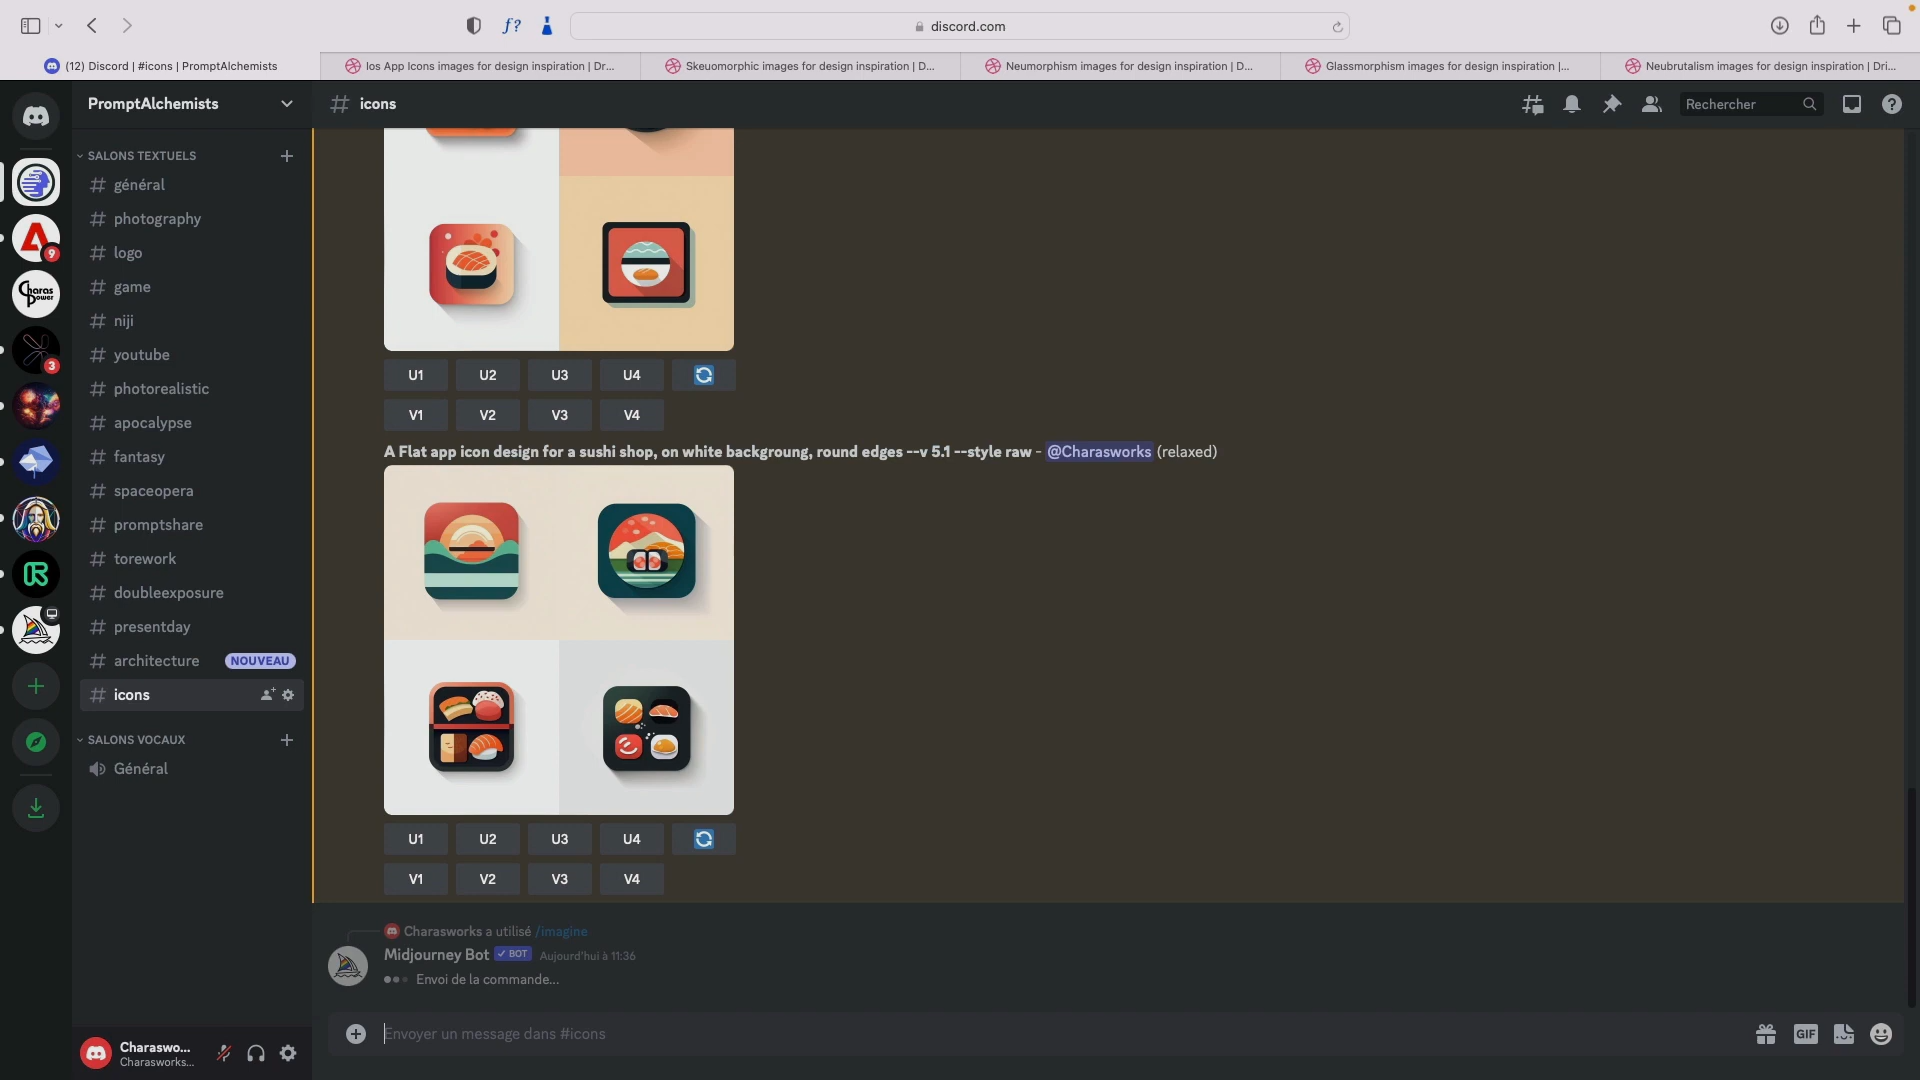 discord.com
(12) Discord | #icons | PromptAlchemists
Ios App Icons images for design inspiration | Dr...
Skeuomorphic images for design inspiration | D...
Neumorphism images for design inspiration | D...
Glassmorphism images for design inspiration |...
Neubrutalism images for design inspiration | Dri...
PromptAlchemists
icons
Rechercher
SALONS TEXTUELS
général
photography
logo
game
niji
youtube
photorealistic
apocalypse
fantasy
spaceopera
promptshare
torework
doubleexposure
presentday
architecture NOUVEAU
icons
SALONS VOCAUX
Général
9
Charas Power
3
U1 U2 U3 U4
V1 V2 V3 V4
A Flat app icon design for a sushi shop, on white backgroung, round edges --v 5.1 --style raw - @Charasworks (relaxed)
U1 U2 U3 U4
V1 V2 V3 V4
Charasworks a utilisé /imagine
Midjourney Bot BOT Aujourd'hui à 11:36
Envoi de la commande...
Envoyer un message dans #icons
GIF
Charaswo...
Charasworks...